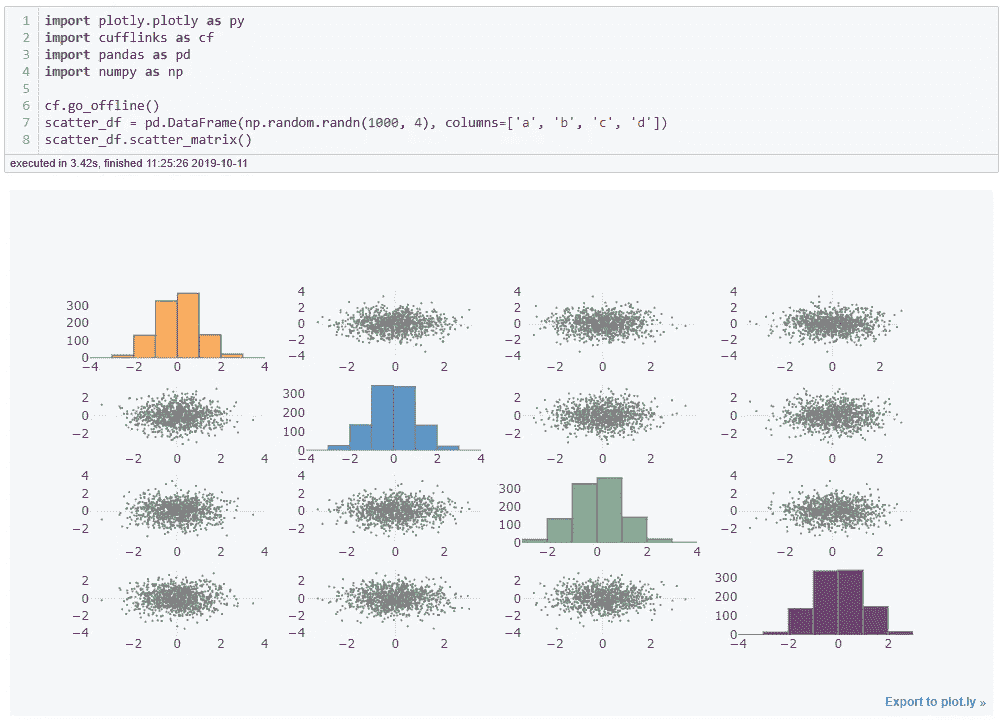 1 import plotly.plotly as py
2 import cufflinks as cf
3 import pandas as pd
4 import numpy as np
5
6 cf.go_offline()
7 scatter_df = pd.DataFrame(np.random.randn(1000, 4), columns=['a', 'b', 'c', 'd'])
8 scatter_df.scatter_matrix()
executed in 3.42s, finished 11:25:26 2019-10-11
300 4 4 4
200 2 2 2
100 0 0 0
0 −2 −2 −2
−4 −4 −4
−4 −2 0 2 4 −2 0 2 −2 0 2 −2 0 2
2 300 2 2
0 200 0 0
−2 100 −2 −2
0
−2 0 2 4 −4 −2 0 2 4 −2 0 2 −2 0 2
4 4 300 4
2 2 200 2
0 0 100 0
−2 −2 0 −2
−2 0 2 4 −2 0 2 −2 0 2 4 −2 0 2
2 2 2 300
0 0 0 200
−2 −2 −2 100
−4 −4 −4 0
−2 0 2 4 −2 0 2 −2 0 2 −4 −2 0 2
Export to plot.ly »